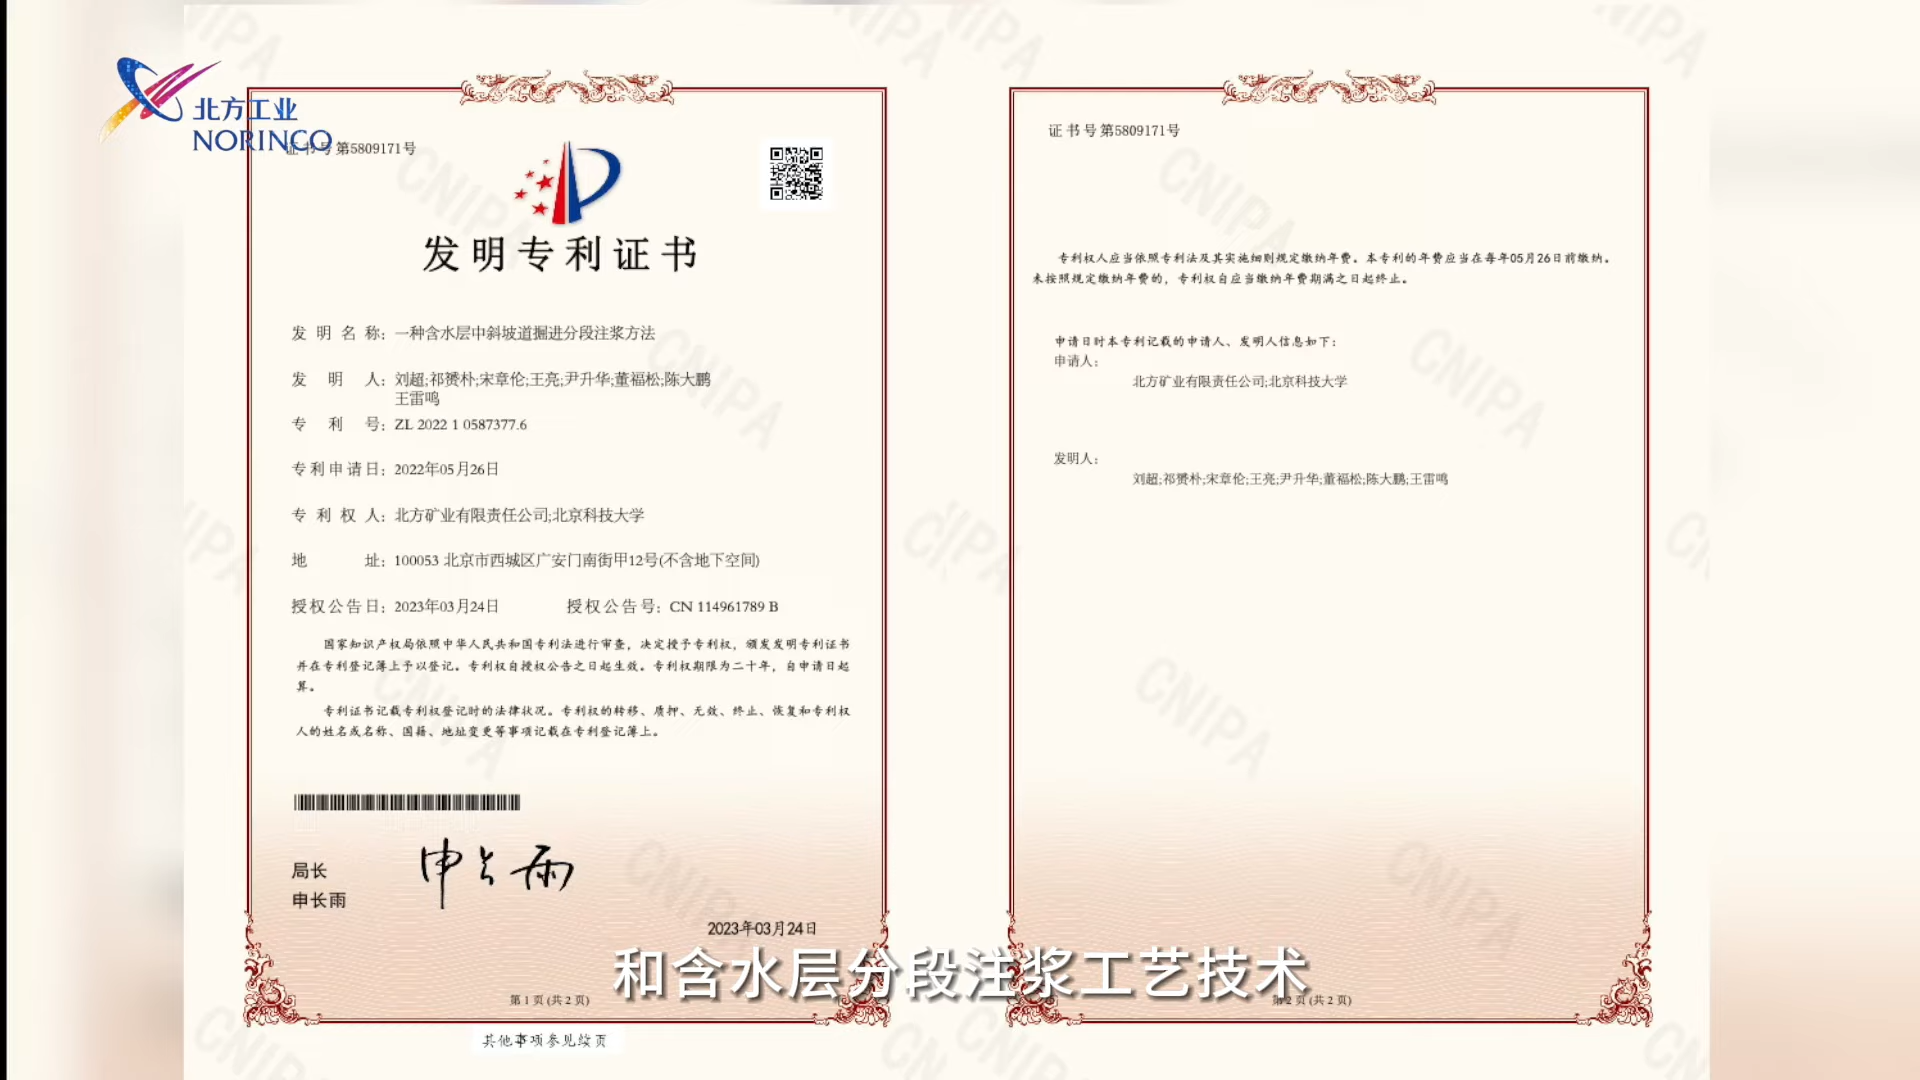 北方工业
NORINCO
证书号第5809171号
发明专利证书
发明名称：一种含水层中斜坡道掘进分段注浆方法
发明人：刘超;祁赟朴;宋章伦;王亮;尹升华;董福松;陈大鹏
王雷鸣
专利号：ZL 2022 1 0587377.6
专利申请日：2022年05月26日
专利权人：北方矿业有限责任公司;北京科技大学
地址：100053 北京市西城区广安门南街甲12号(不含地下空间)
授权公告日：2023年03月24日 授权公告号：CN 114961789 B
国家知识产权局依照中华人民共和国专利法进行审查，决定授予专利权，颁发发明专利证书
并在专利登记簿上予以登记。专利权自授权公告之日起生效。专利权期限为二十年，自申请日起
算。
专利证书记载专利权登记时的法律状况。专利权的转移、质押、无效、终止、恢复和专利权
人的姓名或名称、国籍、地址变更等事项记载在专利登记簿上。
局长
申长雨
申长雨
2023年03月24日
第 1 页 (共 2 页)
其他事项参见续页
证书号第5809171号
专利权人应当依照专利法及其实施细则规定缴纳年费。本专利的年费应当在每年05月26日前缴纳。
未按照规定缴纳年费的，专利权自应当缴纳年费期满之日起终止。
申请日时本专利记载的申请人、发明人信息如下：
申请人：
北方矿业有限责任公司;北京科技大学
发明人：
刘超;祁赟朴;宋章伦;王亮;尹升华;董福松;陈大鹏;王雷鸣
第 2 页 (共 2 页)
和含水层分段注浆工艺技术
CNIPA